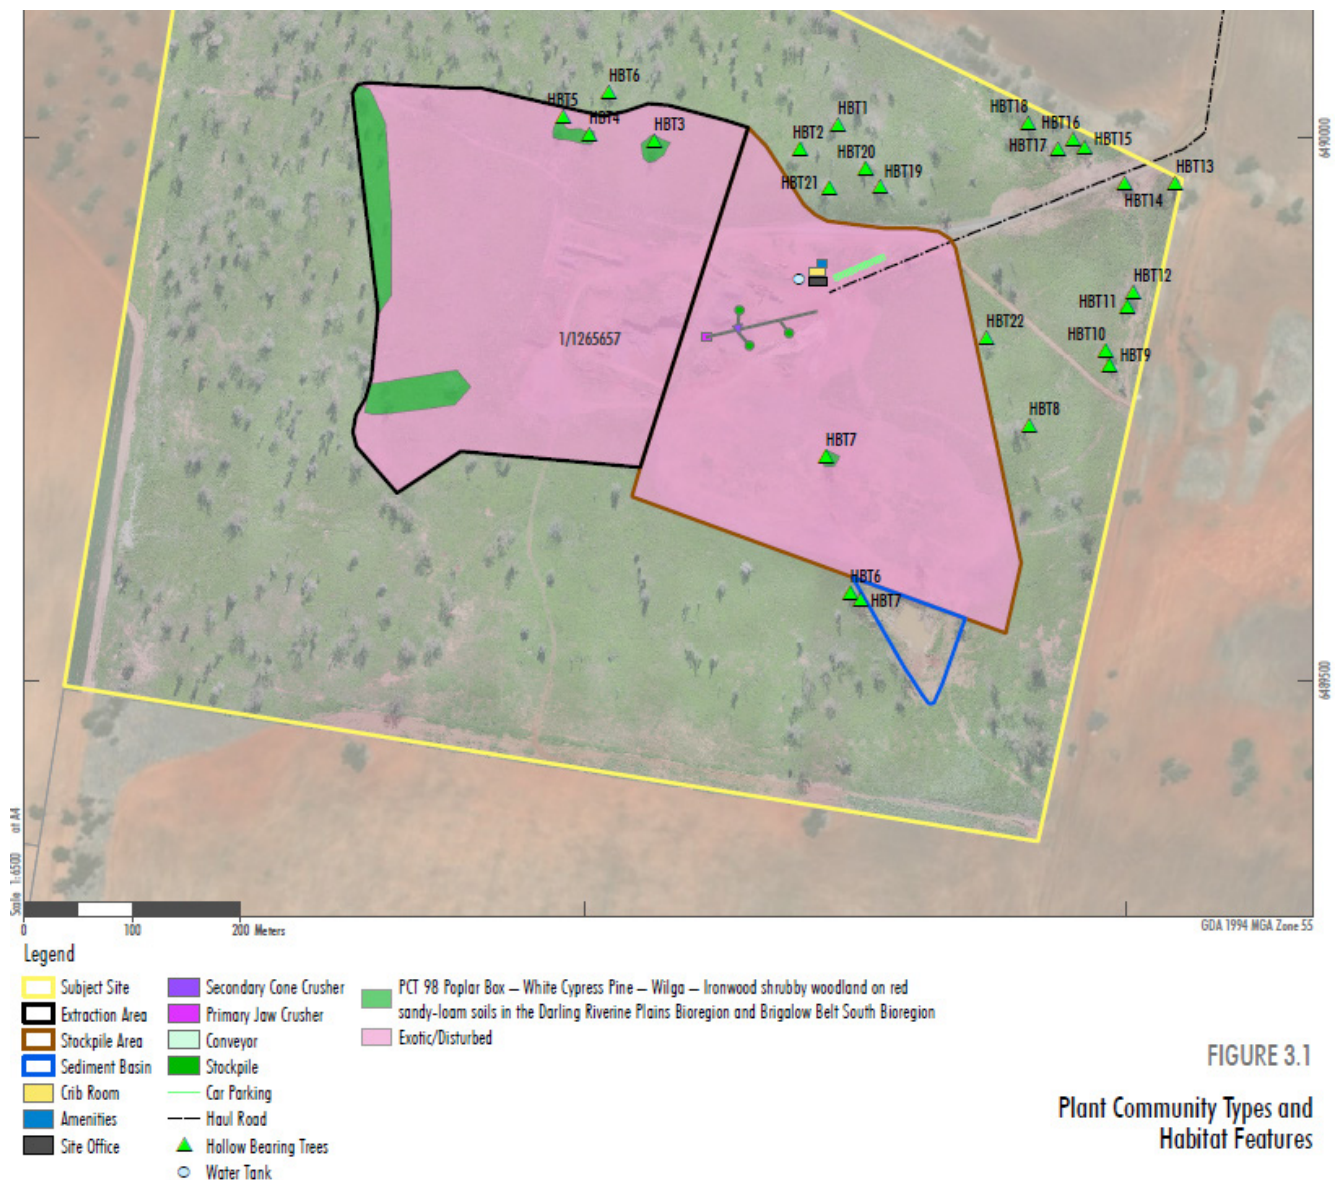 HBT6
HBT5
HBT4
HBT3
HBT1
HBT2
HBT20
HBT21
HBT19
HBT18
HBT16
HBT17
HBT15
HBT13
HBT14
6490000
HBT12
HBT11
HBT22
HBT10
HBT9
1/1265657
HBT8
HBT7
HBT6
HBT7
6489500
Scale 1:6500 at A4
0 100 200 Meters
GDA 1994 MGA Zone 55
Legend
Subject Site
Extraction Area
Stockpile Area
Sediment Basin
Crib Room
Amenities
Site Office
Secondary Cone Crusher
Primary Jaw Crusher
Conveyor
Stockpile
Car Parking
Haul Road
Hollow Bearing Trees
Water Tank
PCT 98 Poplar Box – White Cypress Pine – Wilga – Ironwood shrubby woodland on red
sandy-loam soils in the Darling Riverine Plains Bioregion and Brigalow Belt South Bioregion
Exotic/Disturbed
FIGURE 3.1
Plant Community Types and
Habitat Features